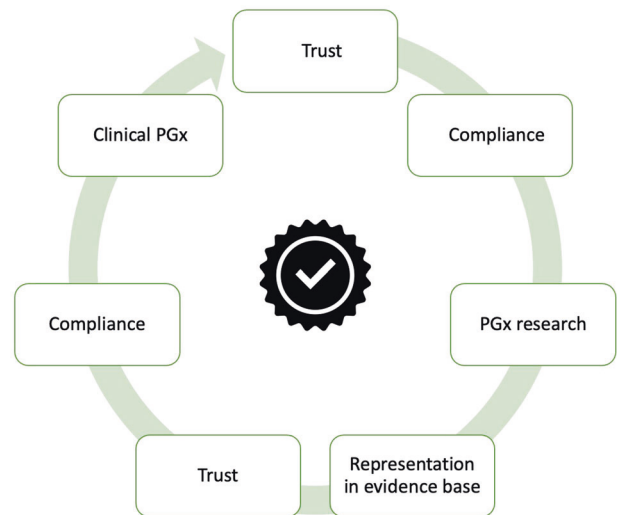 Trust
Compliance
PGx research
Representation
in evidence base
Trust
Compliance
Clinical PGx